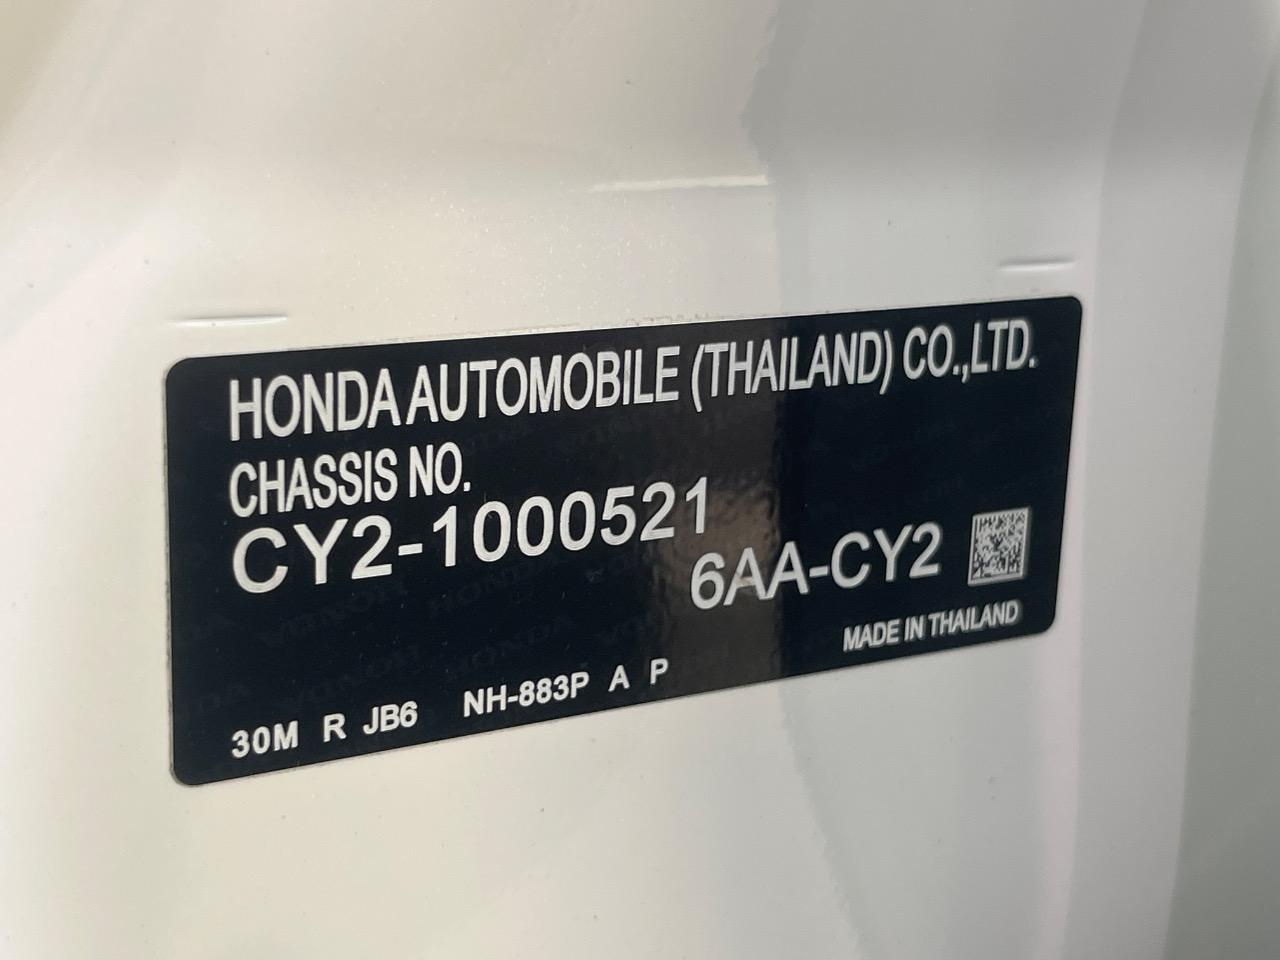 HONDA AUTOMOBILE (THAILAND) CO.,LTD.
CHASSIS NO.
CY2-1000521
6AA-CY2
MADE IN THAILAND
30M R JB6 NH-883P A P